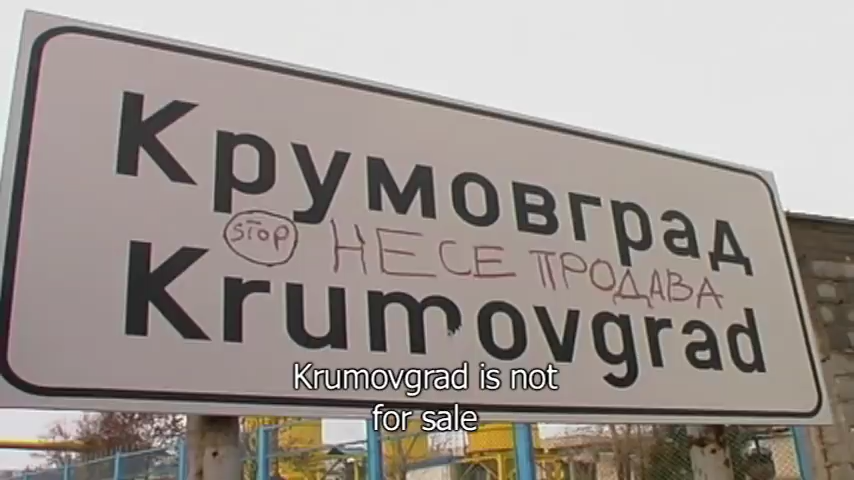 Крумовград
STOP НЕ СЕ ПРОДАВА
Krumovgrad
Krumovgrad is not
for sale